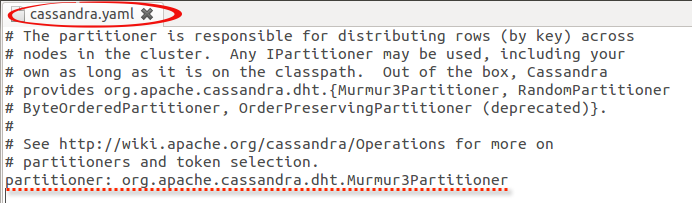 cassandra.yaml
# The partitioner is responsible for distributing rows (by key) across
# nodes in the cluster.  Any IPartitioner may be used, including your
# own as long as it is on the classpath.  Out of the box, Cassandra
# provides org.apache.cassandra.dht.{Murmur3Partitioner, RandomPartitioner
# ByteOrderedPartitioner, OrderPreservingPartitioner (deprecated)}.
#
# See http://wiki.apache.org/cassandra/Operations for more on
# partitioners and token selection.
partitioner: org.apache.cassandra.dht.Murmur3Partitioner